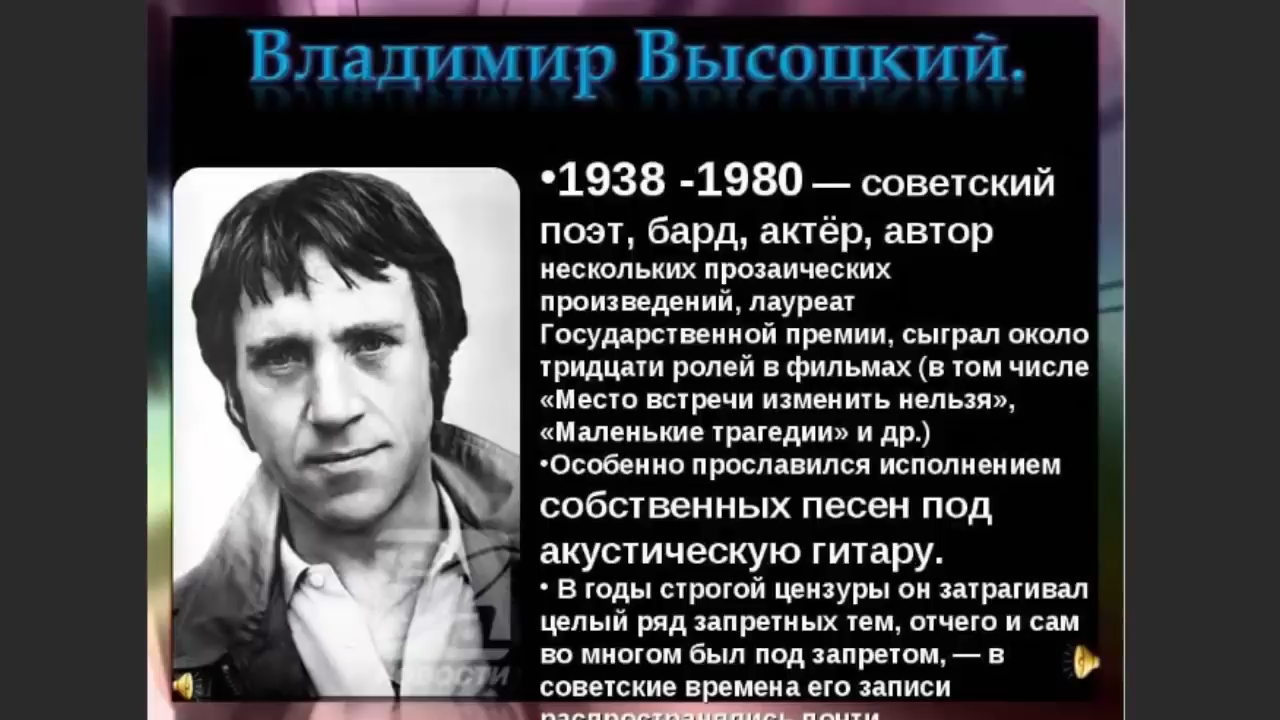 Владимир Высоцкий.
•1938 -1980 — советский
поэт, бард, актёр, автор
нескольких прозаических
произведений, лауреат
Государственной премии, сыграл около
тридцати ролей в фильмах (в том числе
«Место встречи изменить нельзя»,
«Маленькие трагедии» и др.)
•Особенно прославился исполнением
собственных песен под
акустическую гитару.
• В годы строгой цензуры он затрагивал
целый ряд запретных тем, отчего и сам
во многом был под запретом, — в
советские времена его записи